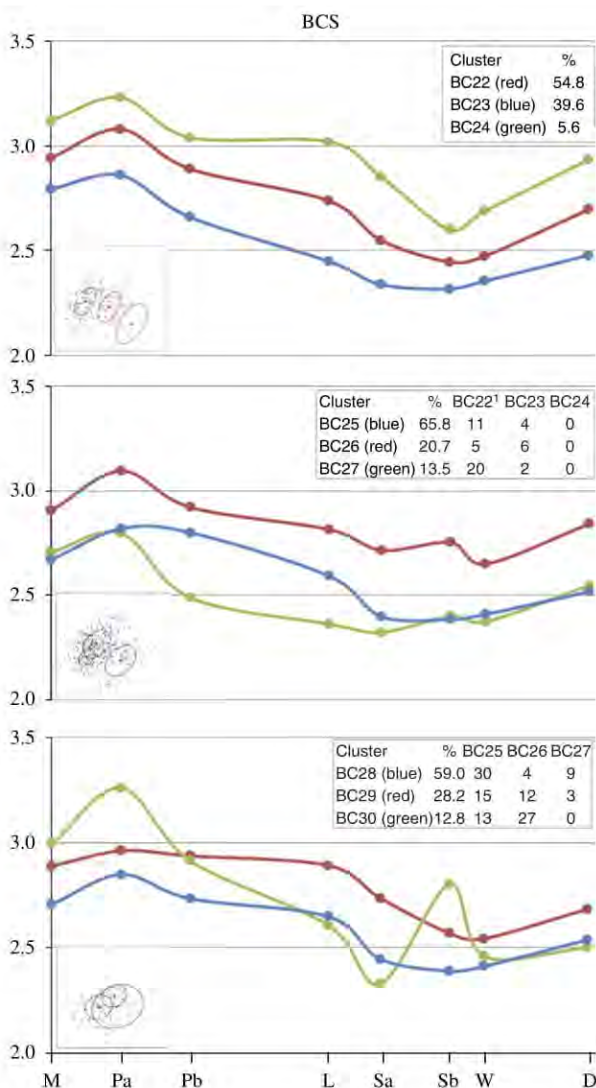 BCS
3.5
Cluster %
BC22 (red) 54.8
BC23 (blue) 39.6
BC24 (green) 5.6
3.0
2.5
2.0
Cluster % BC22¹ BC23 BC24
BC25 (blue) 65.8 11 4 0
BC26 (red) 20.7 5 6 0
BC27 (green) 13.5 20 2 0
3.0
2.5
2.0
3.5
Cluster % BC25 BC26 BC27
BC28 (blue) 59.0 30 4 9
BC29 (red) 28.2 15 12 3
BC30 (green) 12.8 13 27 0
3.0
2.5
2.0
M Pa Pb L Sa Sb W D